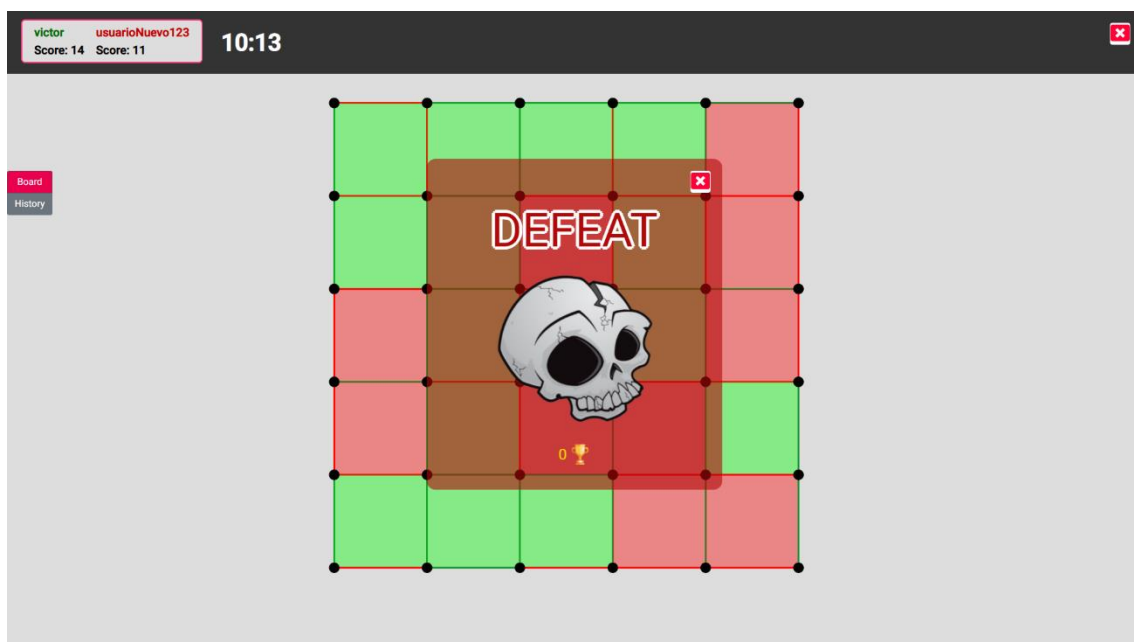 victor usuarioNuevo123
Score: 14 Score: 11
10:13
Board
History
DEFEAT
0